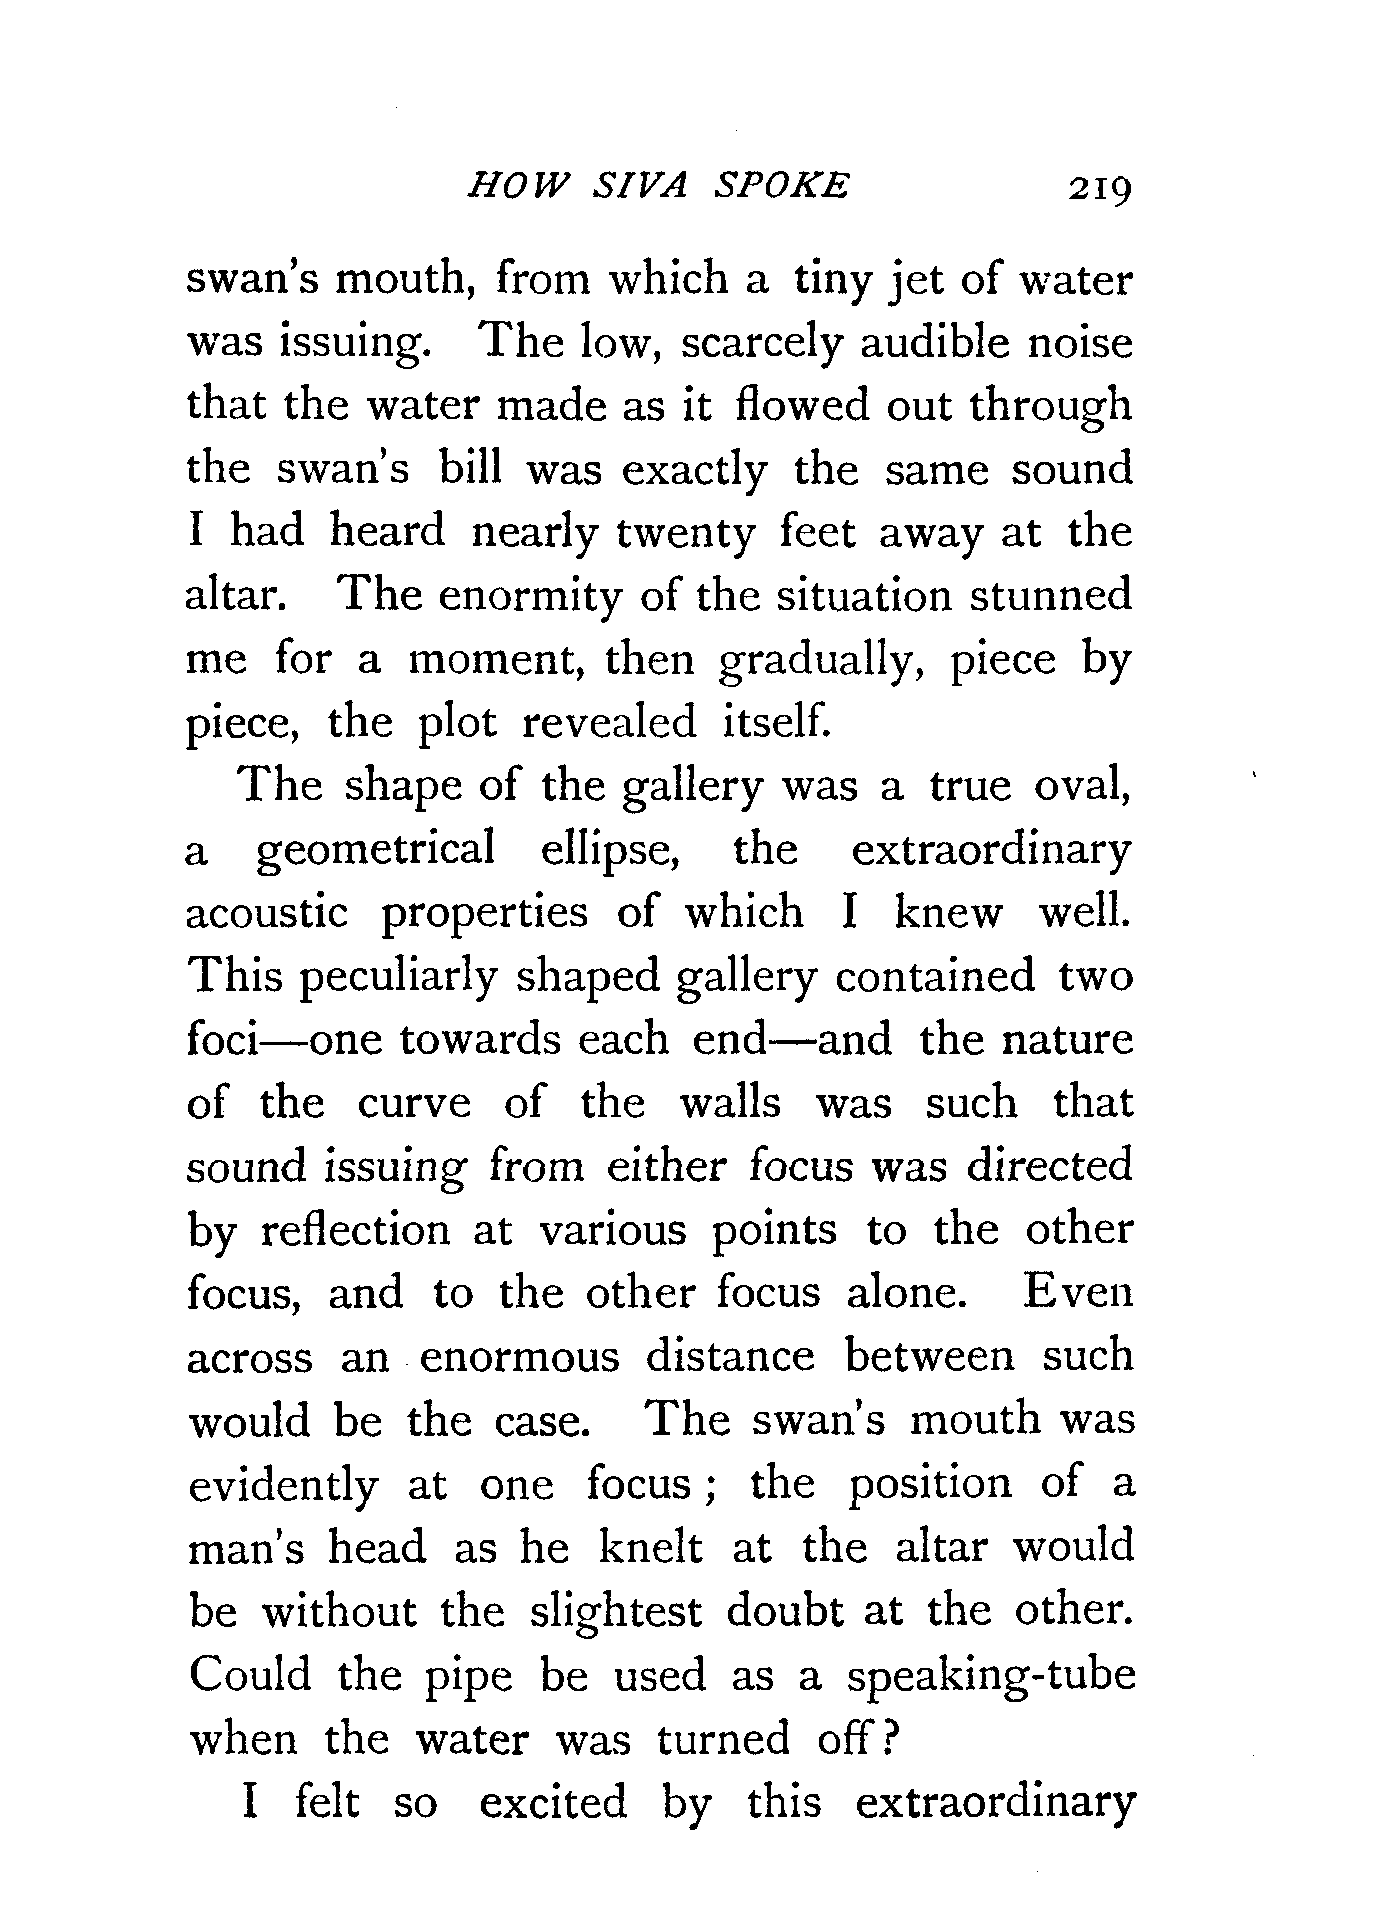 HOW SIVA SPOKE 219
swan's mouth, from which a tiny jet of water
was issuing. The low, scarcely audible noise
that the water made as it flowed out through
the swan's bill was exactly the same sound
I had heard nearly twenty feet away at the
altar. The enormity of the situation stunned
me for a moment, then gradually, piece by
piece, the plot revealed itself.
The shape of the gallery was a true oval,
a geometrical ellipse, the extraordinary
acoustic properties of which I knew well.
This peculiarly shaped gallery contained two
foci—one towards each end—and the nature
of the curve of the walls was such that
sound issuing from either focus was directed
by reflection at various points to the other
focus, and to the other focus alone. Even
across an enormous distance between such
would be the case. The swan's mouth was
evidently at one focus ; the position of a
man's head as he knelt at the altar would
be without the slightest doubt at the other.
Could the pipe be used as a speaking-tube
when the water was turned off ?
I felt so excited by this extraordinary